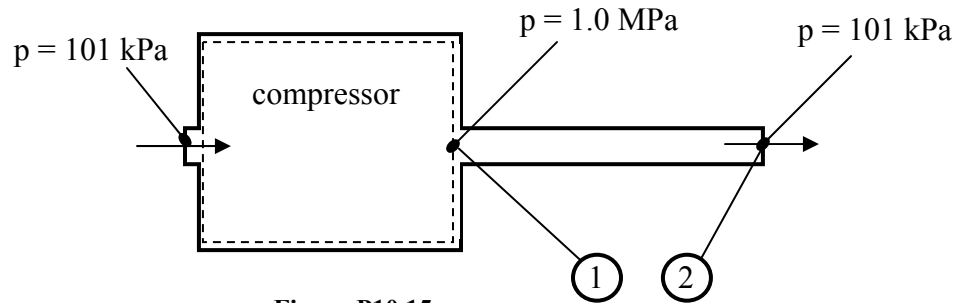 p = 1.0 MPa
p = 101 kPa
p = 101 kPa
compressor
1
2